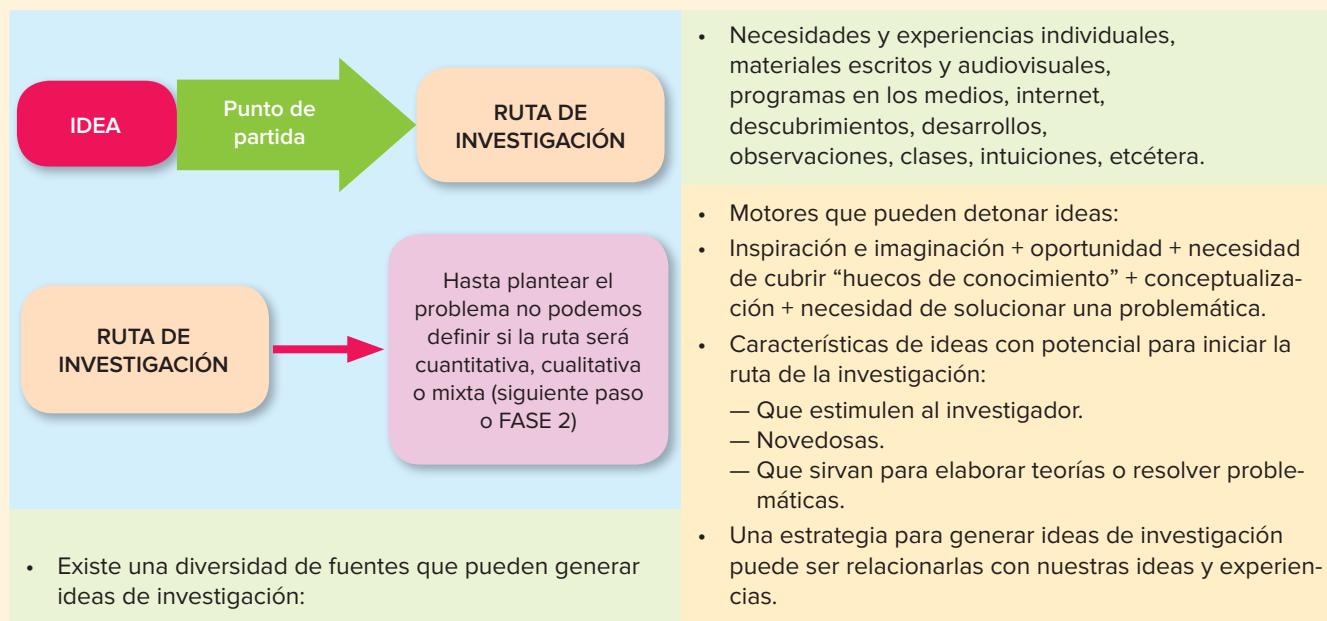 IDEA
Punto de
partida
RUTA DE
INVESTIGACIÓN
RUTA DE
INVESTIGACIÓN
Hasta plantear el
problema no podemos
definir si la ruta será
cuantitativa, cualitativa
o mixta (siguiente paso
o FASE 2)
• Existe una diversidad de fuentes que pueden generar
ideas de investigación:
• Necesidades y experiencias individuales,
materiales escritos y audiovisuales,
programas en los medios, internet,
descubrimientos, desarrollos,
observaciones, clases, intuiciones, etcétera.
• Motores que pueden detonar ideas:
• Inspiración e imaginación + oportunidad + necesidad
de cubrir “huecos de conocimiento” + conceptualiza-
ción + necesidad de solucionar una problemática.
• Características de ideas con potencial para iniciar la
ruta de la investigación:
— Que estimulen al investigador.
— Novedosas.
— Que sirvan para elaborar teorías o resolver proble-
máticas.
• Una estrategia para generar ideas de investigación
puede ser relacionarlas con nuestras ideas y experien-
cias.